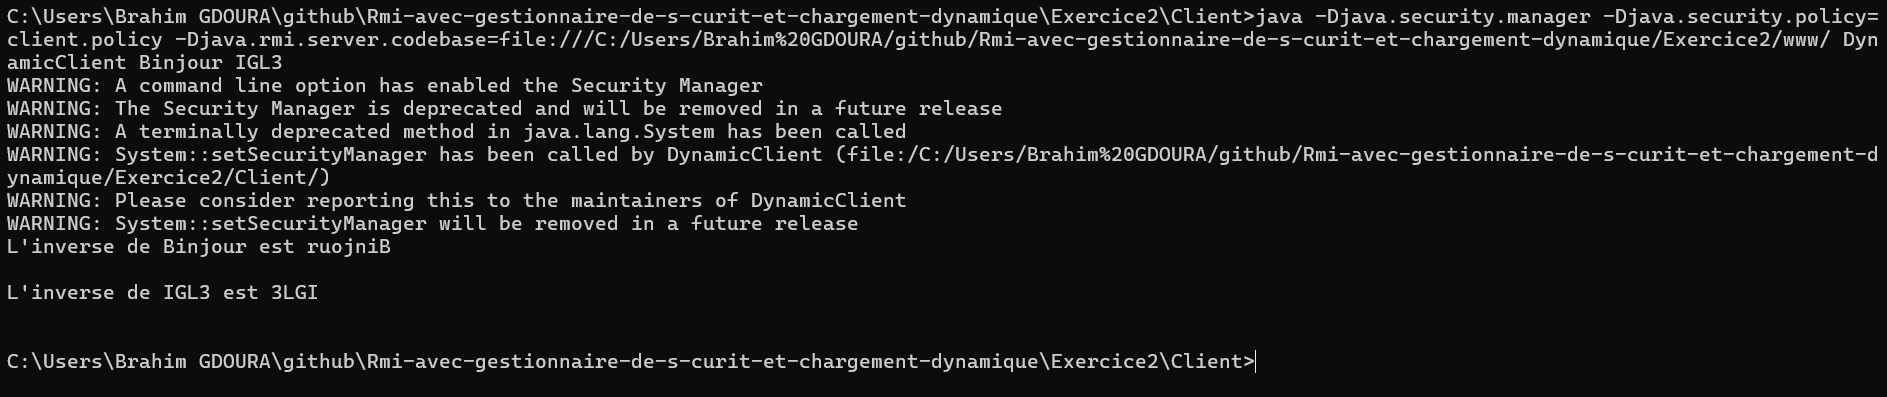 C:\Users\Brahim GDOURA\github\Rmi-avec-gestionnaire-de-s-curit-et-chargement-dynamique\Exercice2\Client>java -Djava.security.manager -Djava.security.policy=
client.policy -Djava.rmi.server.codebase=file:///C:/Users/Brahim%20GDOURA/github/Rmi-avec-gestionnaire-de-s-curit-et-chargement-dynamique/Exercice2/www/ Dyn
amicClient Binjour IGL3
WARNING: A command line option has enabled the Security Manager
WARNING: The Security Manager is deprecated and will be removed in a future release
WARNING: A terminally deprecated method in java.lang.System has been called
WARNING: System::setSecurityManager has been called by DynamicClient (file:/C:/Users/Brahim%20GDOURA/github/Rmi-avec-gestionnaire-de-s-curit-et-chargement-d
ynamique/Exercice2/Client/)
WARNING: Please consider reporting this to the maintainers of DynamicClient
WARNING: System::setSecurityManager will be removed in a future release
L'inverse de Binjour est ruojniB
L'inverse de IGL3 est 3LGI
C:\Users\Brahim GDOURA\github\Rmi-avec-gestionnaire-de-s-curit-et-chargement-dynamique\Exercice2\Client>